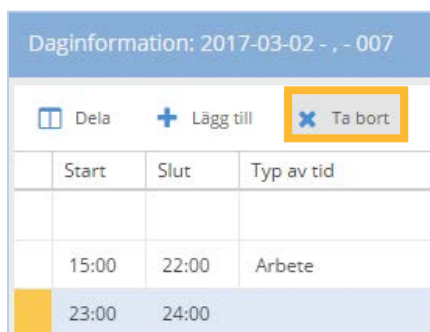 Daginformation: 2017-03-02 - , - 007
Dela Lägg till Ta bort
Start Slut Typ av tid
15:00 22:00 Arbete
23:00 24:00